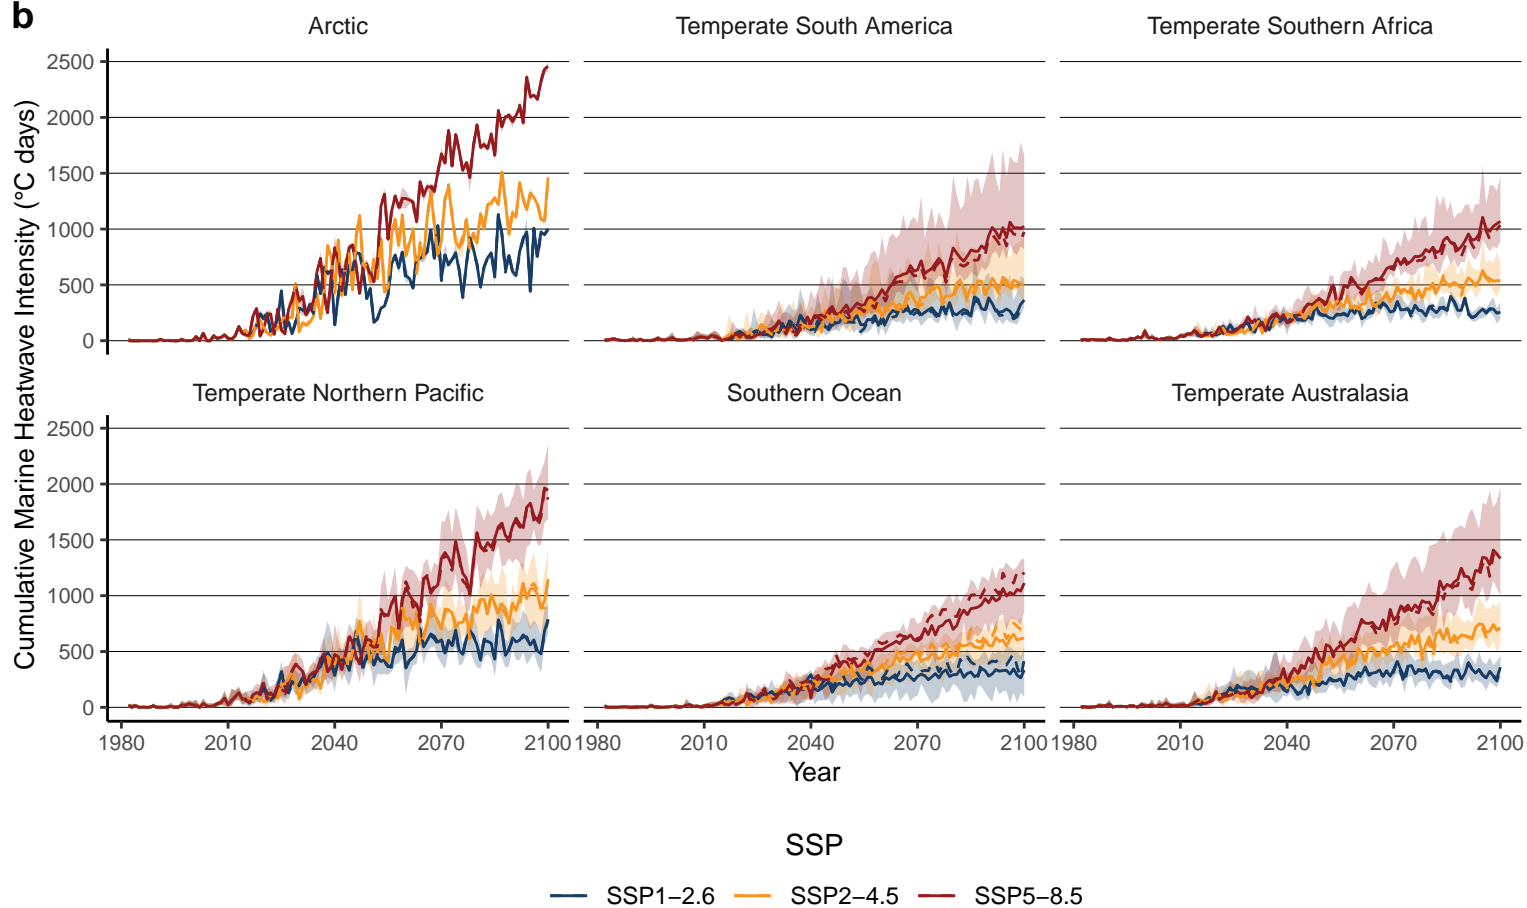 b
Arctic
Temperate South America
Temperate Southern Africa
2500
2000
1500
1000
500
0
Temperate Northern Pacific
Southern Ocean
Temperate Australasia
2500
2000
1500
1000
500
0
1980 2010 2040 2070 2100
1980 2010 2040 2070 2100
1980 2010 2040 2070 2100
Cumulative Marine Heatwave Intensity (°C days)
Year
SSP
SSP1−2.6 SSP2−4.5 SSP5−8.5